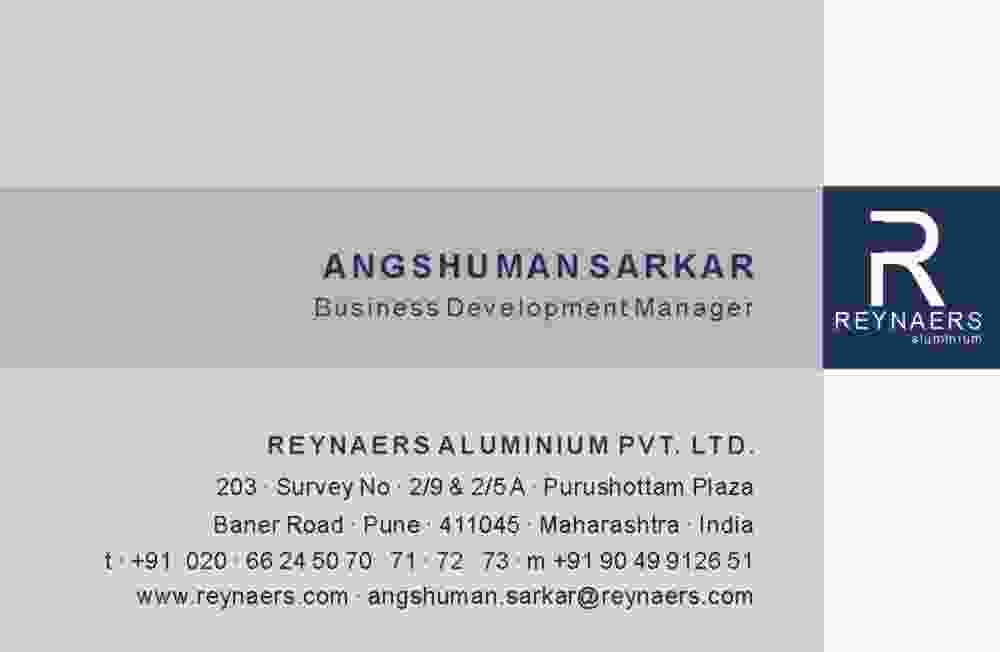 ANGSHUMAN SARKAR
Business Development Manager
R
REYNAERS
aluminium
REYNAERS ALUMINIUM PVT. LTD.
203 · Survey No · 2/9 & 2/5 A · Purushottam Plaza
Baner Road · Pune · 411045 · Maharashtra · India
t · +91 020 · 66 24 50 70 71 · 72 73 · m +91 90 49 9126 51
www.reynaers.com · angshuman.sarkar@reynaers.com